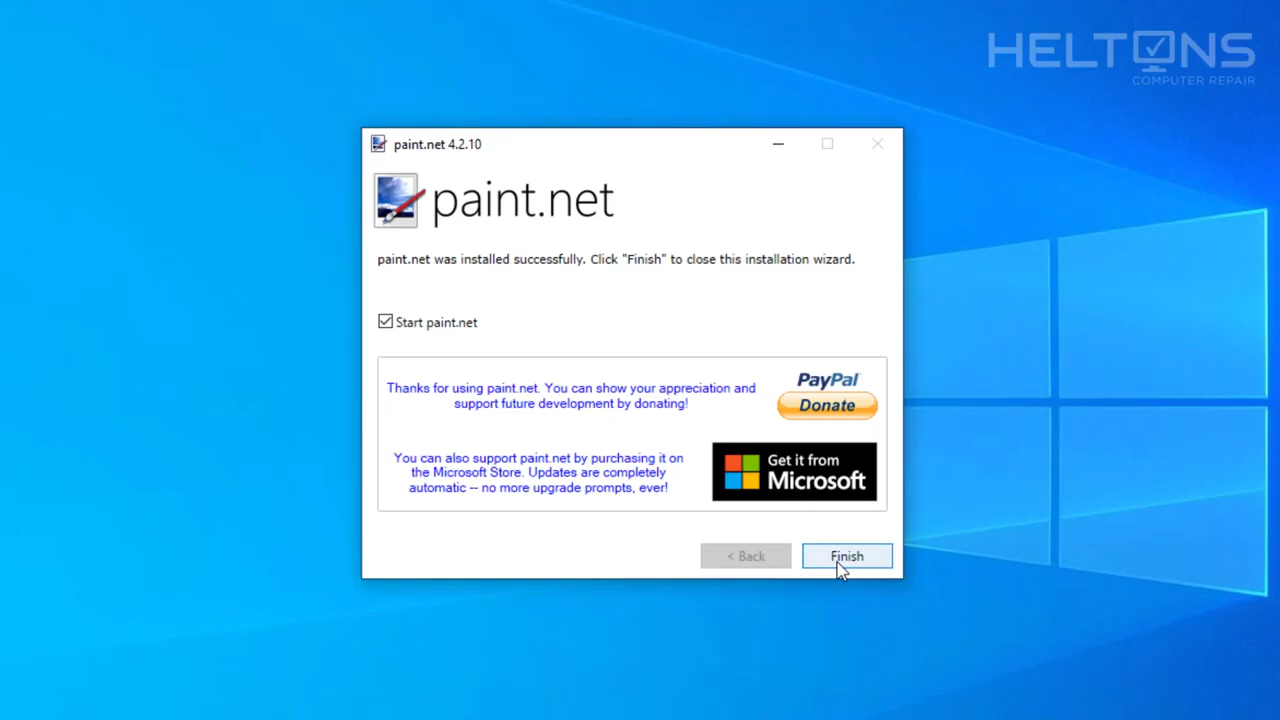 HELTONS
COMPUTER REPAIR
paint.net 4.2.10
paint.net
paint.net was installed successfully. Click "Finish" to close this installation wizard.
Start paint.net
Thanks for using paint.net. You can show your appreciation and
support future development by donating!
PayPal
Donate
You can also support paint.net by purchasing it on
the Microsoft Store. Updates are completely
automatic -- no more upgrade prompts, ever!
Get it from
Microsoft
< Back
Finish